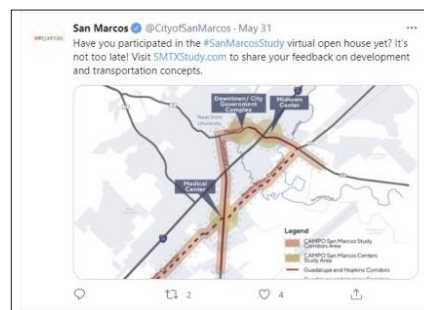 San Marcos @CityofSanMarcos · May 31
Have you participated in the #SanMarcosStudy virtual open house yet? It's
not too late! Visit SMTXStudy.com to share your feedback on development
and transportation concepts.
Downtown/ City
Government
Complex
Midtown
Center
Texas State
University
Medical
Center
Legend
CAMPO San Marcos Study
Corridors Area
CAMPO San Marcos Centers
Study Area
Guadalupe and Hopkins Corridors
2
4